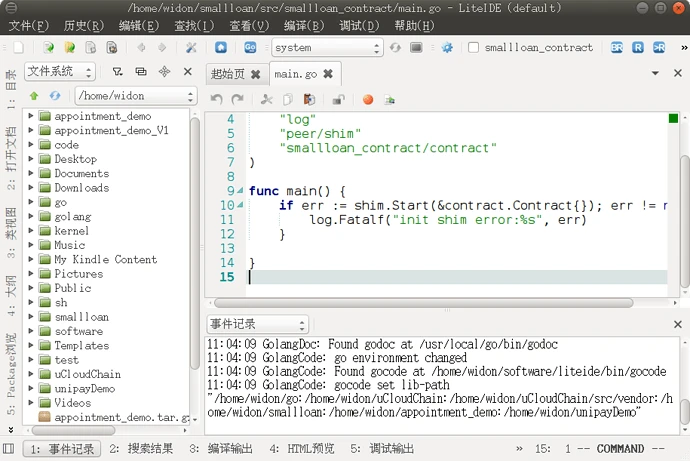 /home/widon/smallloan/src/smallloan_contract/main.go - LiteIDE (default)
文件(F) 历史(R) 编辑(E) 查找(I) 查看(V) 编译(B) 调试(D) 帮助(H)
Go system smallloan_contract BR R >R
1: 目录
2: 打开文档
3: 类视图
4: 大纲
5: Package浏览
文件系统
/home/widon
appointment_demo
appointment_demo_V1
code
Desktop
Documents
Downloads
go
golang
kernel
Music
My Kindle Content
Pictures
Public
sh
smallloan
software
Templates
test
uCloudChain
unipayDemo
Videos
appointment_demo.tar.gz
起始页 main.go
4 "log"
5 "peer/shim"
6 "smallloan_contract/contract"
7 )
8
9 func main() {
10 if err := shim.Start(&contract.Contract{}); err != n
11 log.Fatalf("init shim error:%s", err)
12 }
13
14 }
15
事件记录
11:04:09 GolangDoc: Found godoc at /usr/local/go/bin/godoc
11:04:09 GolangCode: go environment changed
11:04:09 GolangCode: Found gocode at /home/widon/software/liteide/bin/gocode
11:04:09 GolangCode: gocode set lib-path
"/home/widon/go:/home/widon/uCloudChain:/home/widon/uCloudChain/src/vendor:/h
ome/widon/smallloan:/home/widon/appointment_demo:/home/widon/unipayDemo"
1: 事件记录 2: 搜索结果 3: 编译输出 4: HTML预览 5: 调试输出 » 15: 1 -- COMMAND --